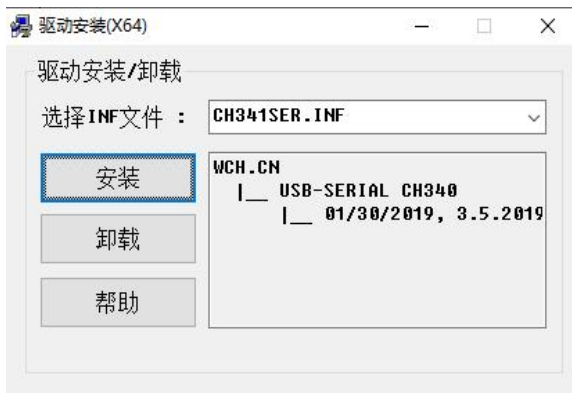 驱动安装(X64)
驱动安装/卸载
选择INF文件 : CH341SER.INF
安装
卸载
帮助
WCH.CN
|__ USB-SERIAL CH340
|__ 01/30/2019, 3.5.2019